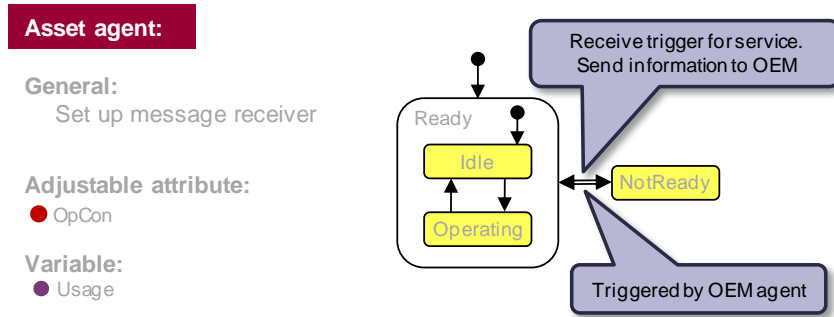 Asset agent:
General:
Set up message receiver
Adjustable attribute:
OpCon
Variable:
Usage
Receive trigger for service.
Send information to OEM
Ready
Idle
Operating
NotReady
Triggered by OEM agent